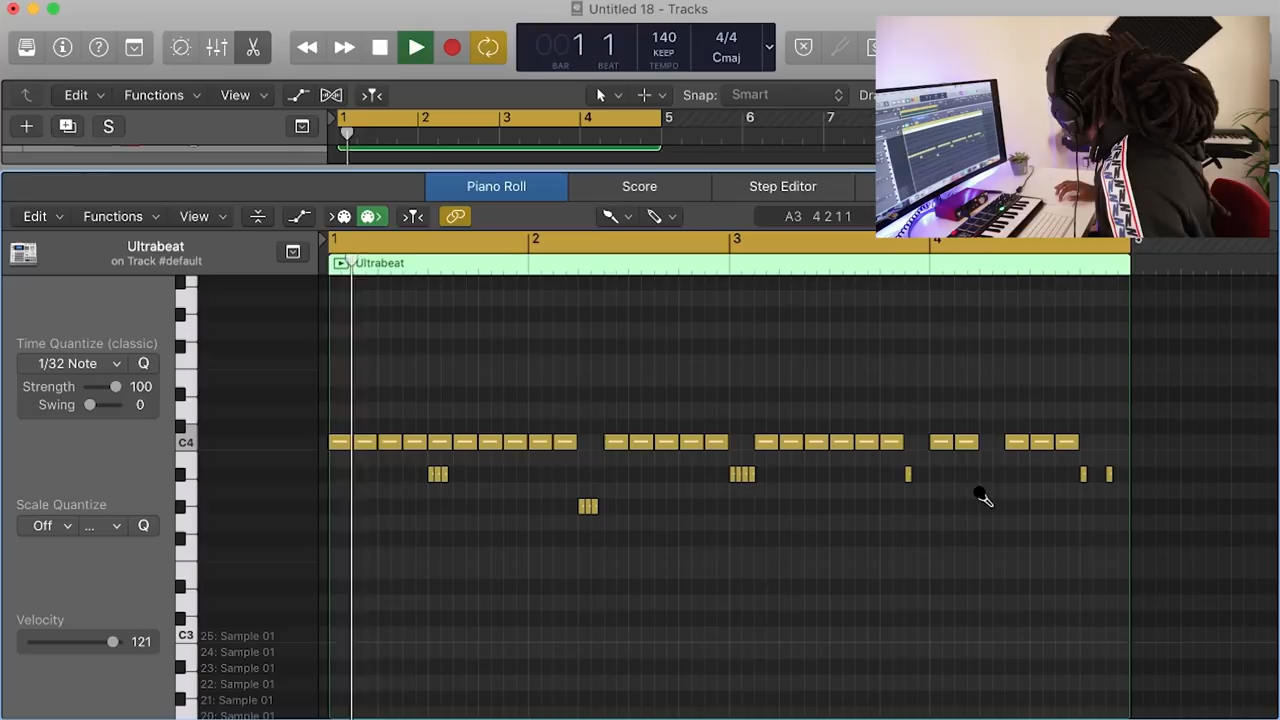 Untitled 18 - Tracks
1 1
BAR BEAT
140
KEEP
TEMPO
4/4
Cmaj
Edit Functions View Snap: Smart
S
1 2 3 4 5 6 7
Piano Roll Score Step Editor
Edit Functions View A3 4 2 1 1
Ultrabeat
on Track #default
1 2 3 4
Ultrabeat
Time Quantize (classic)
1/32 Note Q
Strength 100
Swing 0
C4
Scale Quantize
Off ... Q
Velocity
121
C3
25: Sample 01
24: Sample 01
23: Sample 01
22: Sample 01
21: Sample 01
20: Sample 01